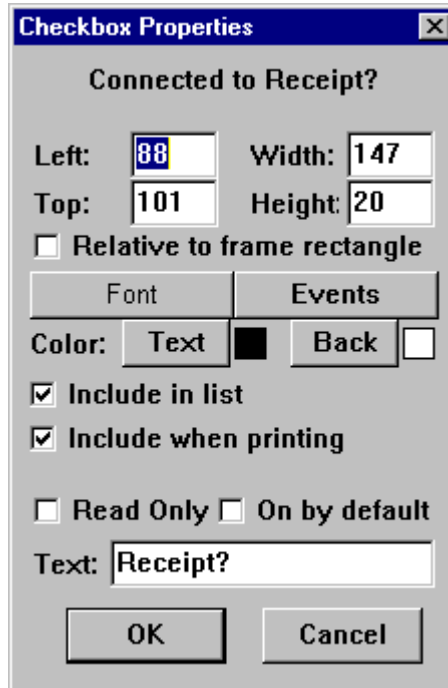 Checkbox Properties
Connected to Receipt?
Left: 88 Width: 147
Top: 101 Height: 20
Relative to frame rectangle
Font Events
Color: Text Back
Include in list
Include when printing
Read Only On by default
Text: Receipt?
OK Cancel